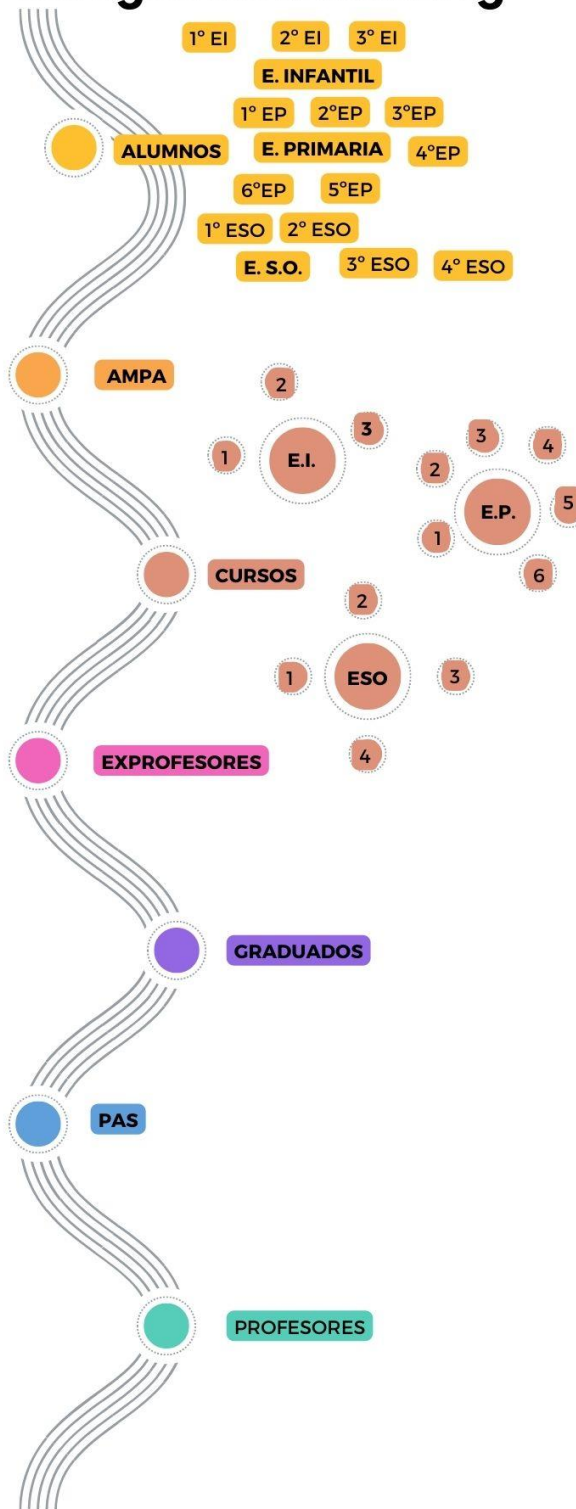 1º EI 2º EI 3º EI
E. INFANTIL
1º EP 2ºEP 3ºEP
ALUMNOS E. PRIMARIA 4ºEP
6ºEP 5ºEP
1º ESO 2º ESO
E. S.O. 3º ESO 4º ESO
AMPA
2
1 E.I. 3
3 4
2 E.P. 5
1 6
CURSOS
2
1 ESO 3
4
EXPROFESORES
GRADUADOS
PAS
PROFESORES